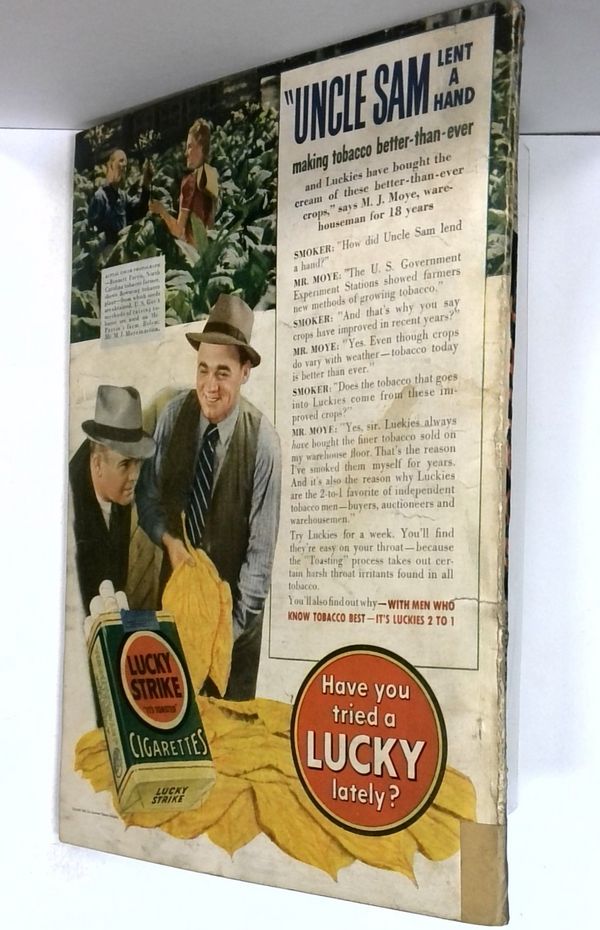 "UNCLE SAM LENT
A
HAND
making tobacco better-than-ever
and Luckies have bought the
cream of these better-than-ever
crops," says M. J. Moye, ware-
houseman for 18 years
SMOKER: "How did Uncle Sam lend
a hand?"
MR. MOYE: "The U. S. Government
Experiment Stations showed farmers
new methods of growing tobacco."
SMOKER: "And that's why you say
crops have improved in recent years?"
MR. MOYE: "Yes. Even though crops
do vary with weather—tobacco today
is better than ever."
SMOKER: "Does the tobacco that goes
into Luckies come from these im-
proved crops?"
MR. MOYE: "Yes, sir. Luckies always
have bought the finer tobacco sold on
my warehouse floor. That's the reason
I've smoked them myself for years.
And it's also the reason why Luckies
are the 2-to-1 favorite of independent
tobacco men—buyers, auctioneers and
warehousemen."
Try Luckies for a week. You'll find
they're easy on your throat—because
the "Toasting" process takes out cer-
tain harsh throat irritants found in all
tobacco.
You'll also find out why—WITH MEN WHO
KNOW TOBACCO BEST—IT'S LUCKIES 2 TO 1
LUCKY
STRIKE
"IT'S TOASTED"
CIGARETTES
LUCKY
STRIKE
Have you
tried a
LUCKY
lately?